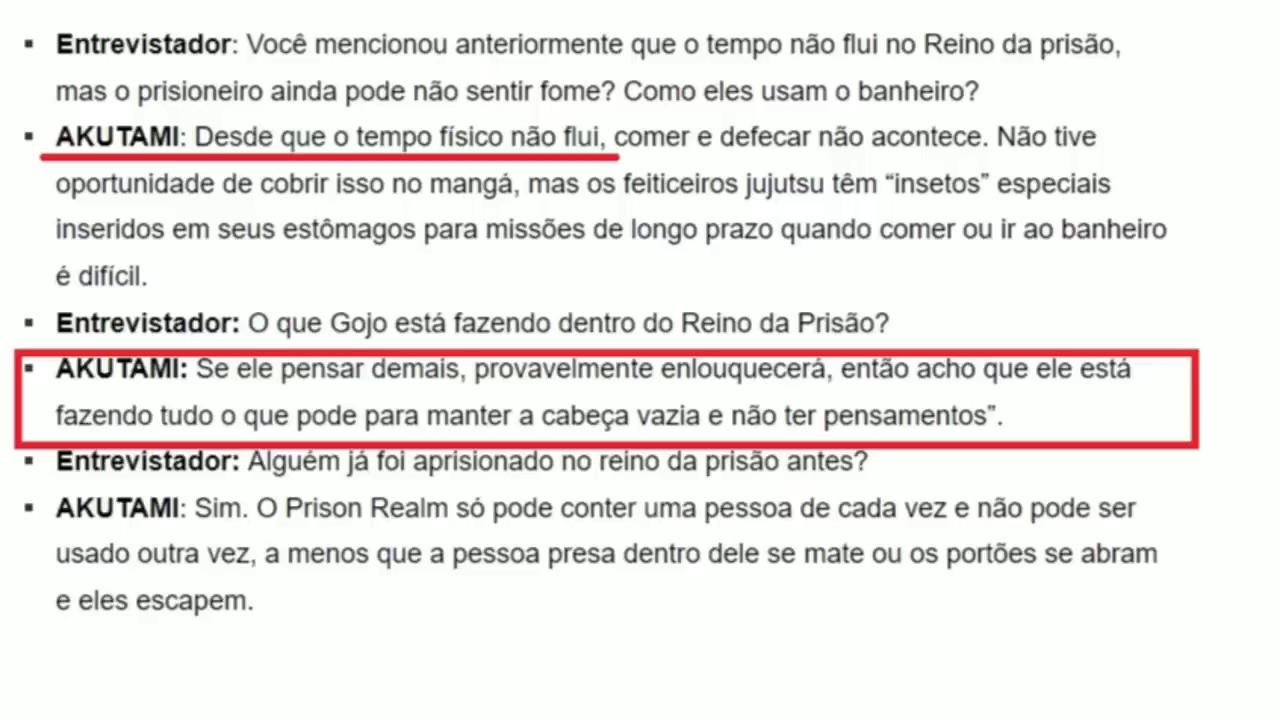 ▪ Entrevistador: Você mencionou anteriormente que o tempo não flui no Reino da prisão,
mas o prisioneiro ainda pode não sentir fome? Como eles usam o banheiro?
▪ AKUTAMI: Desde que o tempo físico não flui, comer e defecar não acontece. Não tive
oportunidade de cobrir isso no mangá, mas os feiticeiros jujutsu têm “insetos” especiais
inseridos em seus estômagos para missões de longo prazo quando comer ou ir ao banheiro
é difícil.
▪ Entrevistador: O que Gojo está fazendo dentro do Reino da Prisão?
▪ AKUTAMI: Se ele pensar demais, provavelmente enlouquecerá, então acho que ele está
fazendo tudo o que pode para manter a cabeça vazia e não ter pensamentos”.
▪ Entrevistador: Alguém já foi aprisionado no reino da prisão antes?
▪ AKUTAMI: Sim. O Prison Realm só pode conter uma pessoa de cada vez e não pode ser
usado outra vez, a menos que a pessoa presa dentro dele se mate ou os portões se abram
e eles escapem.